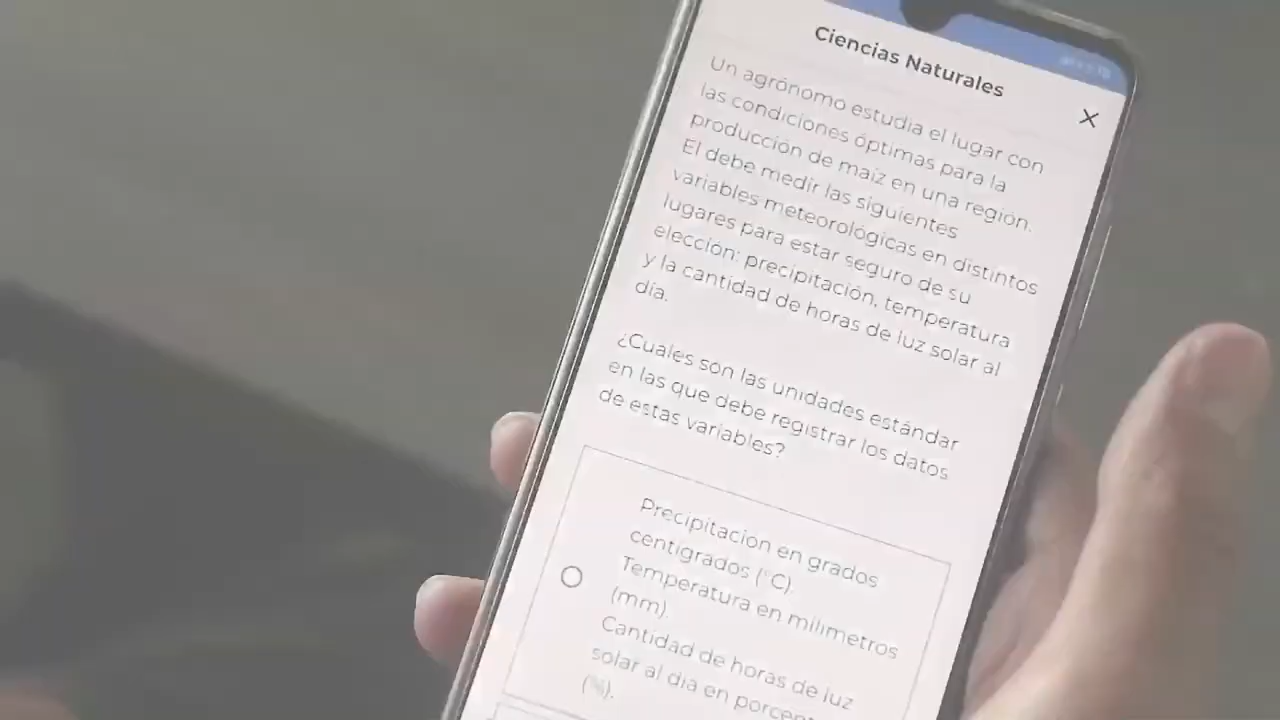 Ciencias Naturales
Un agrónomo estudia el lugar con
las condiciones óptimas para la
producción de maíz en una región.
El debe medir las siguientes
variables meteorológicas en distintos
lugares para estar seguro de su
elección: precipitación, temperatura
y la cantidad de horas de luz solar al
día.
¿Cuales son las unidades estándar
en las que debe registrar los datos
de estas variables?
Precipitacion en grados
centigrados (°C).
Temperatura en milimetros
(mm).
Cantidad de horas de luz
solar al dia en
(%).